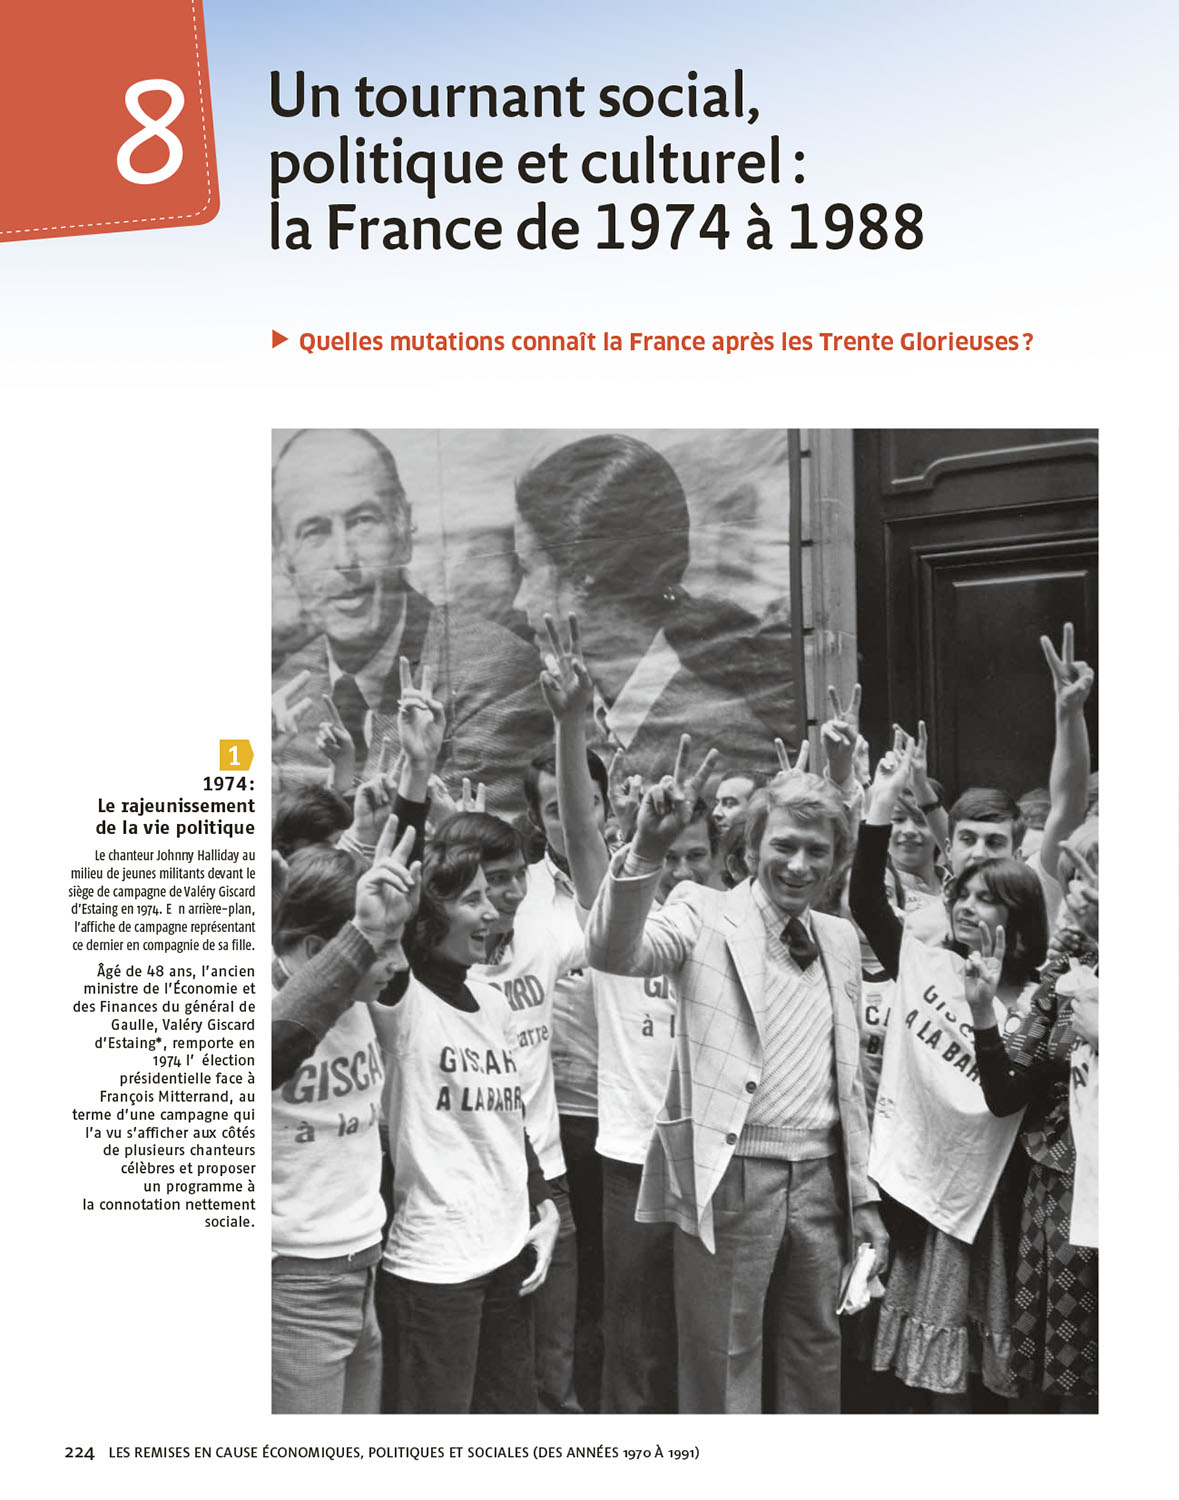 8
Un tournant social,
politique et culturel :
la France de 1974 à 1988
Quelles mutations connaît la France après les Trente Glorieuses ?
1
1974 :
Le rajeunissement
de la vie politique
Le chanteur Johnny Halliday au
milieu de jeunes militants devant le
siège de campagne de Valéry Giscard
d'Estaing en 1974. E n arrière-plan,
l'affiche de campagne représentant
ce dernier en compagnie de sa fille.
Âgé de 48 ans, l'ancien
ministre de l'Économie et
des Finances du général de
Gaulle, Valéry Giscard
d'Estaing*, remporte en
1974 l' élection
présidentielle face à
François Mitterrand, au
terme d'une campagne qui
l'a vu s'afficher aux côtés
de plusieurs chanteurs
célèbres et proposer
un programme à
la connotation nettement
sociale.
GISCA
à la
GISCAR
A LA BARR
ARD
arre
GI
à l
GISC
A LA BAR
224 LES REMISES EN CAUSE ÉCONOMIQUES, POLITIQUES ET SOCIALES (DES ANNÉES 1970 À 1991)